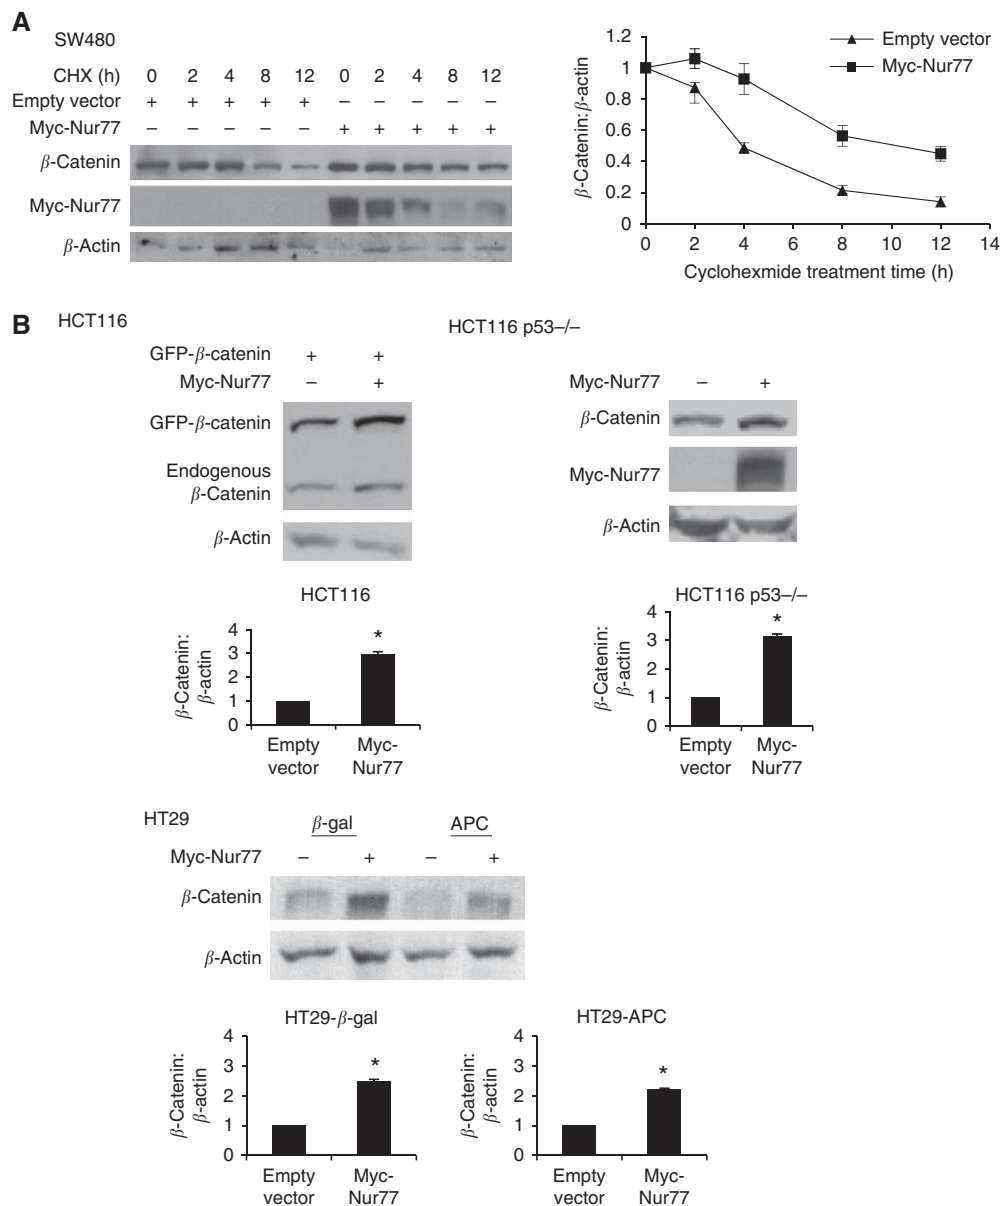 A
SW480
CHX (h) 0 2 4 8 12 0 2 4 8 12
Empty vector + + + + + – – – – –
Myc-Nur77 – – – – – + + + + +
β-Catenin
Myc-Nur77
β-Actin
β-Catenin:β-actin
1.2
1
0.8
0.6
0.4
0.2
0
0 2 4 6 8 10 12 14
Cyclohexmide treatment time (h)
Empty vector
Myc-Nur77
B
HCT116
GFP-β-catenin + +
Myc-Nur77 – +
GFP-β-catenin
Endogenous
β-Catenin
β-Actin
HCT116 p53–/–
Myc-Nur77 – +
β-Catenin
Myc-Nur77
β-Actin
HCT116
β-Catenin:
β-actin
4
3
2
1
0
*
Empty
vector
Myc-
Nur77
HCT116 p53–/–
β-Catenin:
β-actin
4
3
2
1
0
*
Empty
vector
Myc-
Nur77
HT29
β-gal APC
Myc-Nur77 – + – +
β-Catenin
β-Actin
HT29-β-gal
β-Catenin:
β-actin
4
3
2
1
0
*
Empty
vector
Myc-
Nur77
HT29-APC
β-Catenin:
β-actin
4
3
2
1
0
*
Empty
vector
Myc-
Nur77